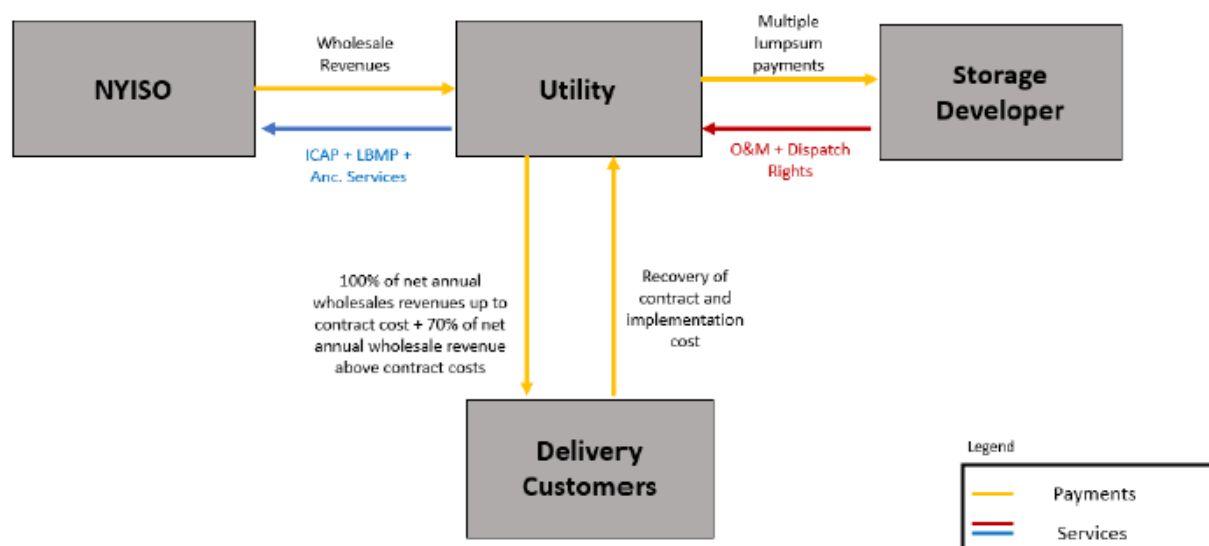 NYISO
Wholesale
Revenues
ICAP + LBMP +
Anc. Services
Utility
Multiple
lumpsum
payments
O&M + Dispatch
Rights
Storage
Developer
100% of net annual
wholesales revenues up to
contract cost + 70% of net
annual wholesale revenue
above contract costs
Recovery of
contract and
implementation
cost
Delivery
Customers
Legend
Payments
Services